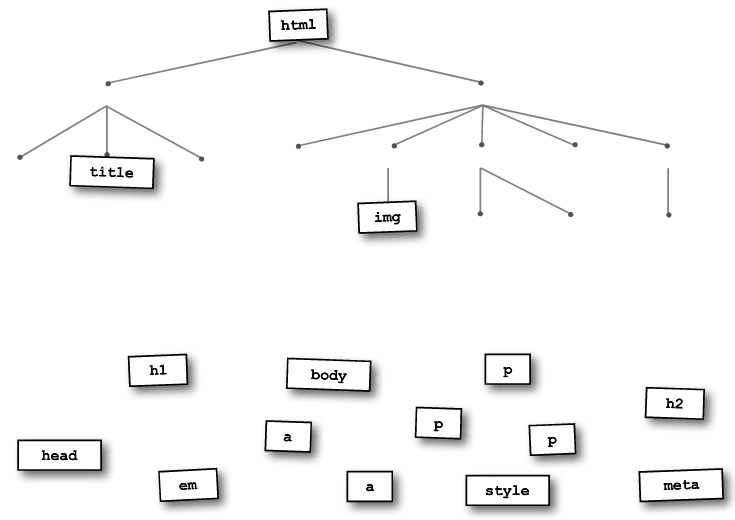 html
title
img
h1
body
p
h2
a
p
p
head
em
a
style
meta